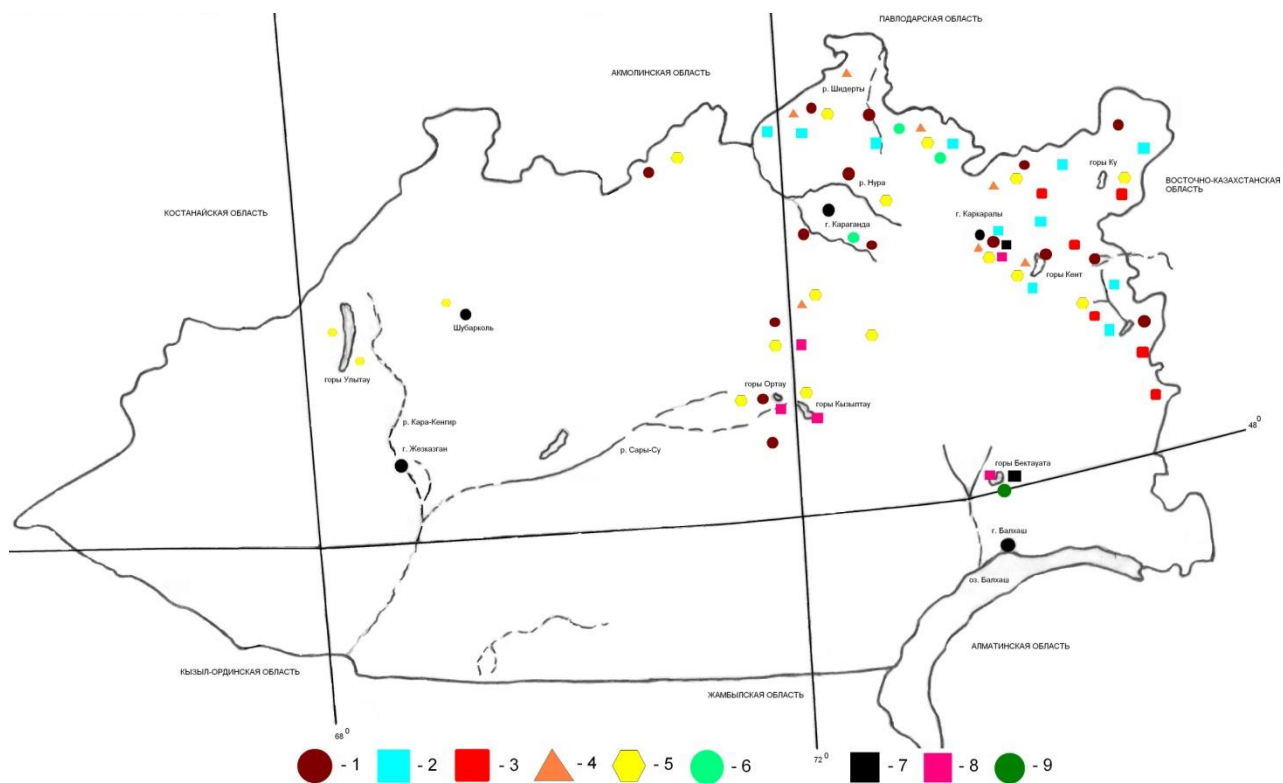 ПАВЛОДАРСКАЯ ОБЛАСТЬ
АКМОЛИНСКАЯ ОБЛАСТЬ
р. Шидерты
горы Ку
ВОСТОЧНО-КАЗАХСТАНСКАЯ
ОБЛАСТЬ
р. Нура
КОСТАНАЙСКАЯ ОБЛАСТЬ
г. Каркаралы
г. Караганда
горы Кент
Шубарколь
горы Улытау
горы Ортау
горы Кызылтау
р. Кара-Кенгир
48⁰
р. Сары-Су
г. Жезказган
горы Бектауата
г. Балхаш
оз. Балхаш
АЛМАТИНСКАЯ ОБЛАСТЬ
КЫЗЫЛ-ОРДИНСКАЯ ОБЛАСТЬ
ЖАМБЫЛСКАЯ ОБЛАСТЬ
68⁰
72⁰
- 1 - 2 - 3 - 4 - 5 - 6 - 7 - 8 - 9